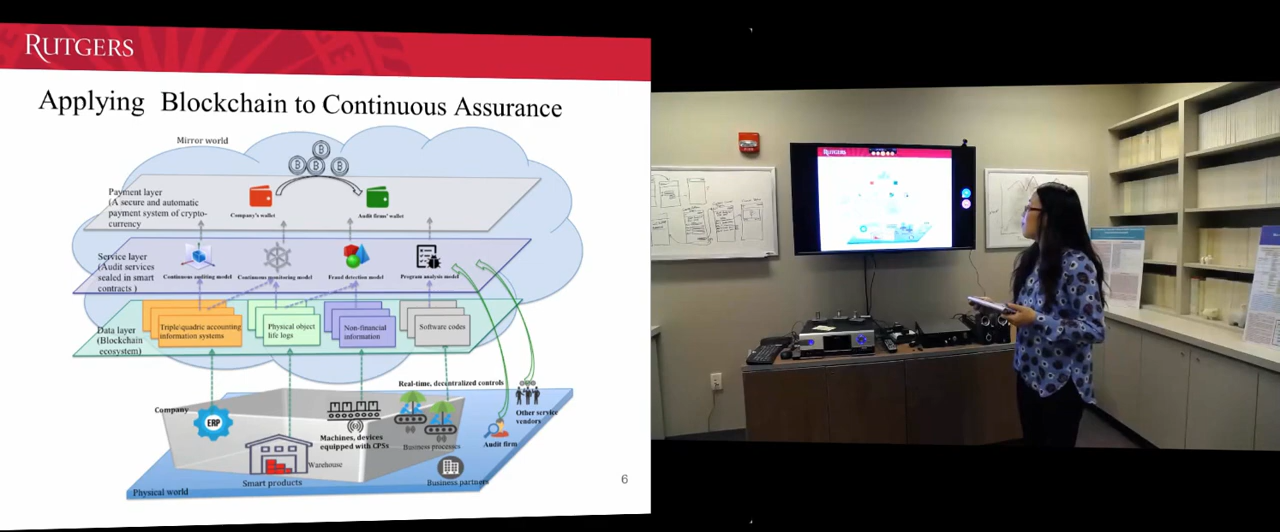 RUTGERS
Applying Blockchain to Continuous Assurance
Mirror world
Payment layer
(A secure and automatic
payment system of crypto-
currency
Company's wallet
Audit firms' wallet
Service layer
(Audit services
sealed in smart
contracts )
Continuous auditing model
Continuous monitoring model
Fraud detection model
Program analysis model
Data layer
(Blockchain
ecosystem)
Triple\quadric accounting
information systems
Physical object
life logs
Non-financial
information
Software codes
Real-time, decentralized controls
Company
ERP
Machines, devices
equipped with CPSs
Business processes
Other service
vendors
Audit firm
Warehouse
Smart products
Business partners
Physical world
6
RUTGERS